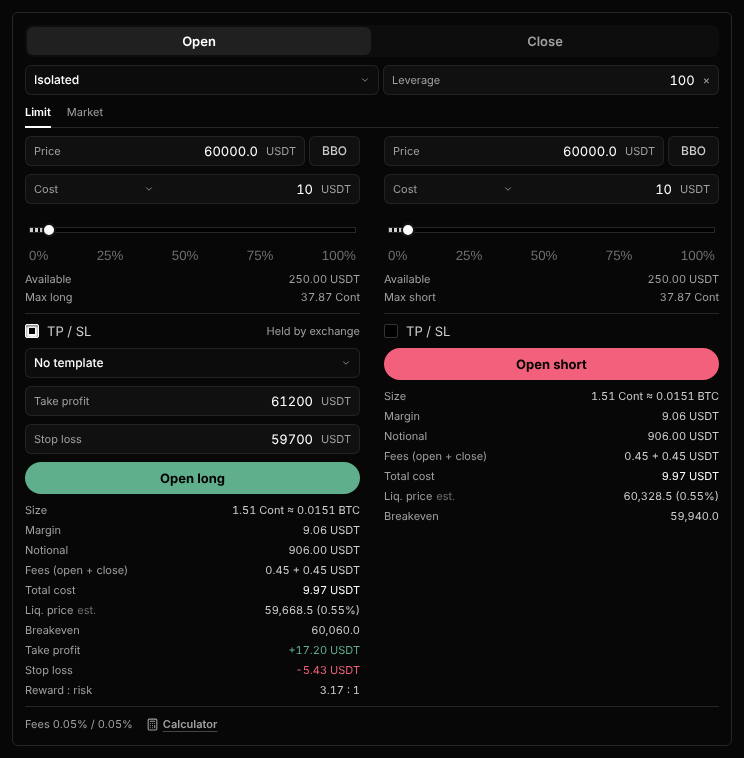 Open
Close
Isolated
Leverage 100 ×
Limit Market
Price 60000.0 USDT BBO
Cost 10 USDT
0% 25% 50% 75% 100%
Available 250.00 USDT
Max long 37.87 Cont
TP / SL Held by exchange
No template
Take profit 61200 USDT
Stop loss 59700 USDT
Open long
Size 1.51 Cont ≈ 0.0151 BTC
Margin 9.06 USDT
Notional 906.00 USDT
Fees (open + close) 0.45 + 0.45 USDT
Total cost 9.97 USDT
Liq. price est. 59,668.5 (0.55%)
Breakeven 60,060.0
Take profit +17.20 USDT
Stop loss -5.43 USDT
Reward : risk 3.17 : 1
Price 60000.0 USDT BBO
Cost 10 USDT
0% 25% 50% 75% 100%
Available 250.00 USDT
Max short 37.87 Cont
TP / SL
Open short
Size 1.51 Cont ≈ 0.0151 BTC
Margin 9.06 USDT
Notional 906.00 USDT
Fees (open + close) 0.45 + 0.45 USDT
Total cost 9.97 USDT
Liq. price est. 60,328.5 (0.55%)
Breakeven 59,940.0
Fees 0.05% / 0.05% Calculator